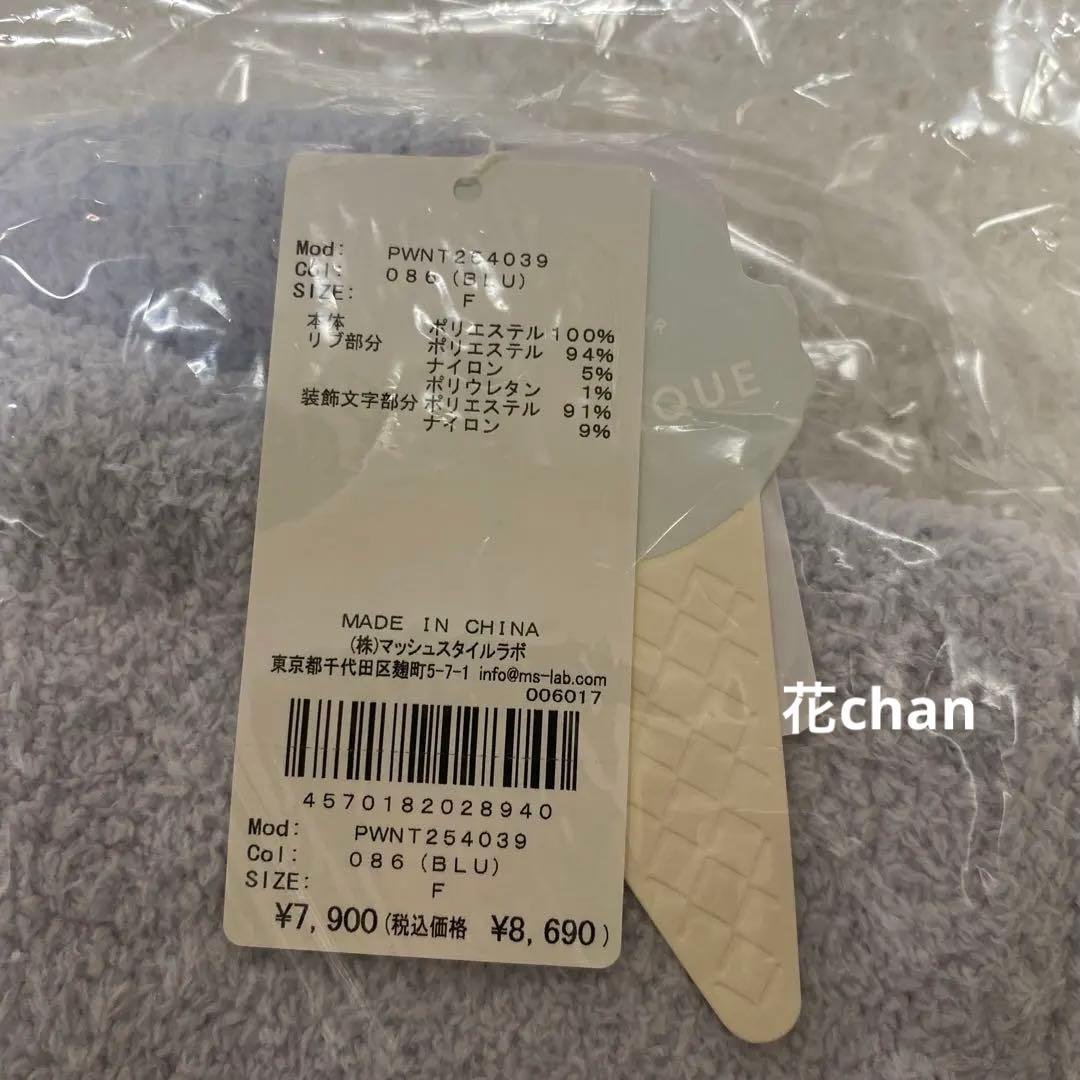 Mod: PWNT254039
Col: 086(BLU)
SIZE: F
本体 ポリエステル 100%
リブ部分 ポリエステル 94%
ナイロン 5%
ポリウレタン 1%
装飾文字部分 ポリエステル 91%
ナイロン 9%
R
QUE
MADE IN CHINA
(株)マッシュスタイルラボ
東京都千代田区麹町5-7-1 info@ms-lab.com
006017
4570182028940
Mod: PWNT254039
Col: 086(BLU)
SIZE: F
¥7,900(税込価格 ¥8,690)
花chan